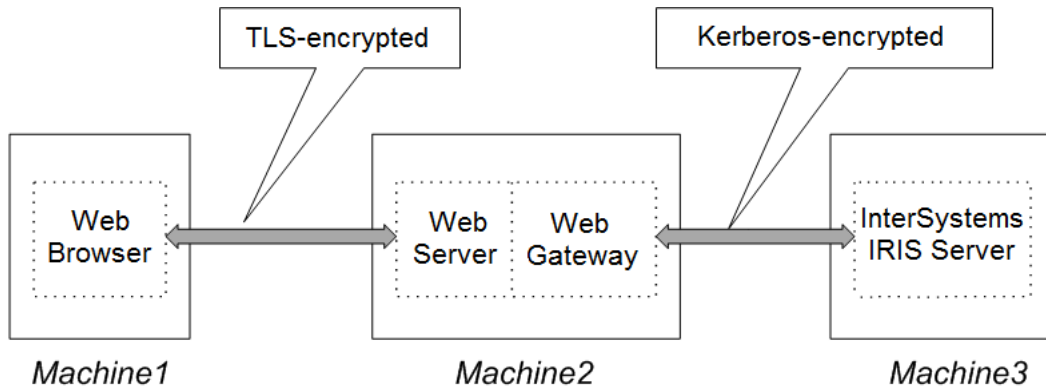 TLS-encrypted
Kerberos-encrypted
Web
Browser
Web
Server
Web
Gateway
InterSystems
IRIS Server
Machine1
Machine2
Machine3